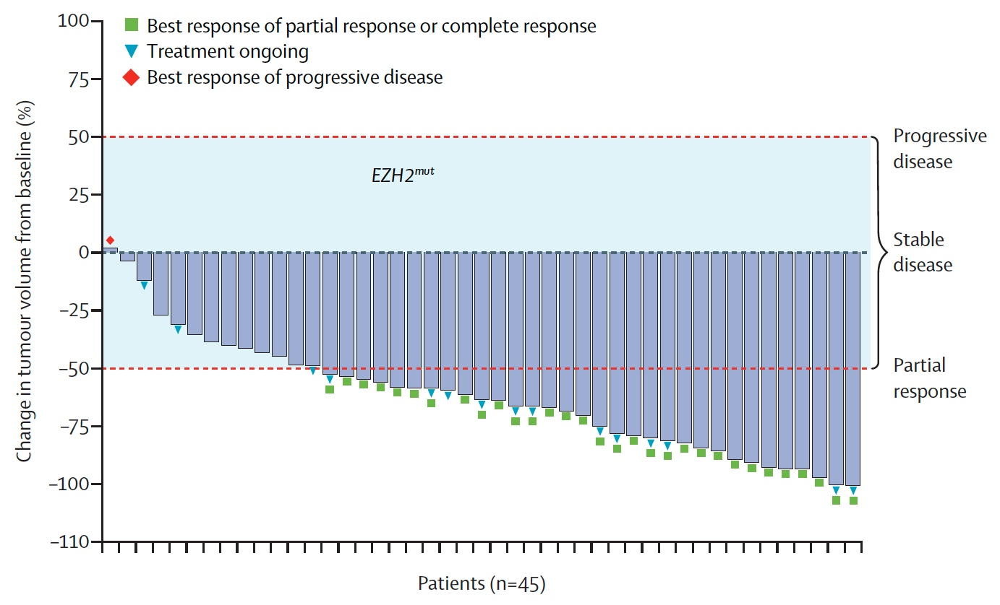 100
75
50
25
0
−25
−50
−75
−100
−110
Change in tumour volume from baseline (%)
Best response of partial response or complete response
Treatment ongoing
Best response of progressive disease
EZH2mut
Progressive
disease
Stable
disease
Partial
response
Patients (n=45)